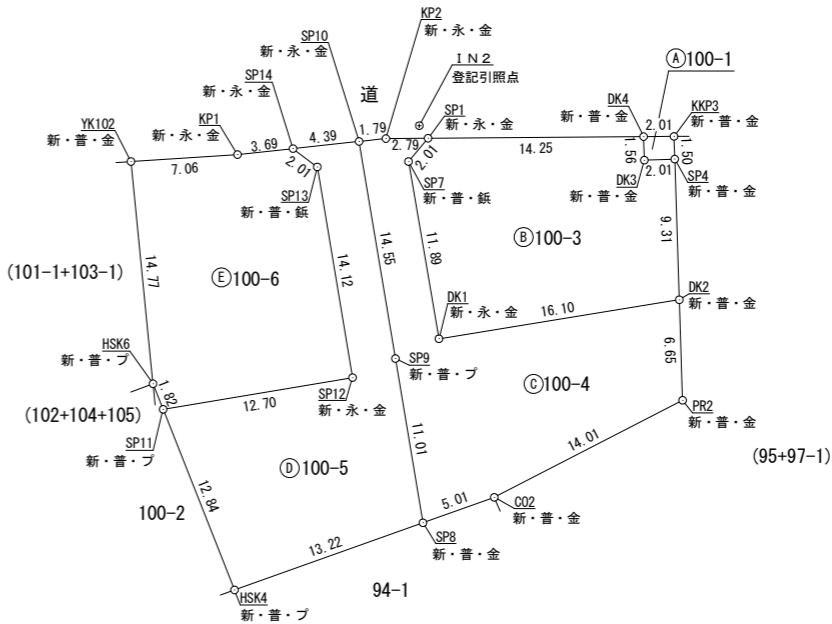 KP2
新・永・金
SP10
新・永・金
ＩＮ２
登記引照点
Ⓐ100-1
SP14
新・永・金
道
SP1
新・永・金
DK4
新・普・金
KKP3
新・普・金
KP1
新・永・金
YK102
新・普・金
7.06
3.69
4.39
1.79
2.79
2.01
14.25
2.01
1.56
1.50
2.01
2.01
SP13
新・普・鋲
SP7
新・普・鋲
DK3
新・普・金
SP4
新・普・金
9.31
14.77
14.12
14.55
11.89
Ⓑ100-3
(101-1+103-1)
Ⓔ100-6
DK1
新・永・金
16.10
DK2
新・普・金
HSK6
新・普・プ
1.82
SP9
新・普・プ
6.65
Ⓒ100-4
SP12
新・永・金
12.70
(102+104+105)
SP11
新・普・プ
PR2
新・普・金
11.01
14.01
(95+97-1)
Ⓓ100-5
12.84
100-2
5.01
CO2
新・普・金
13.22
SP8
新・普・金
94-1
HSK4
新・普・プ